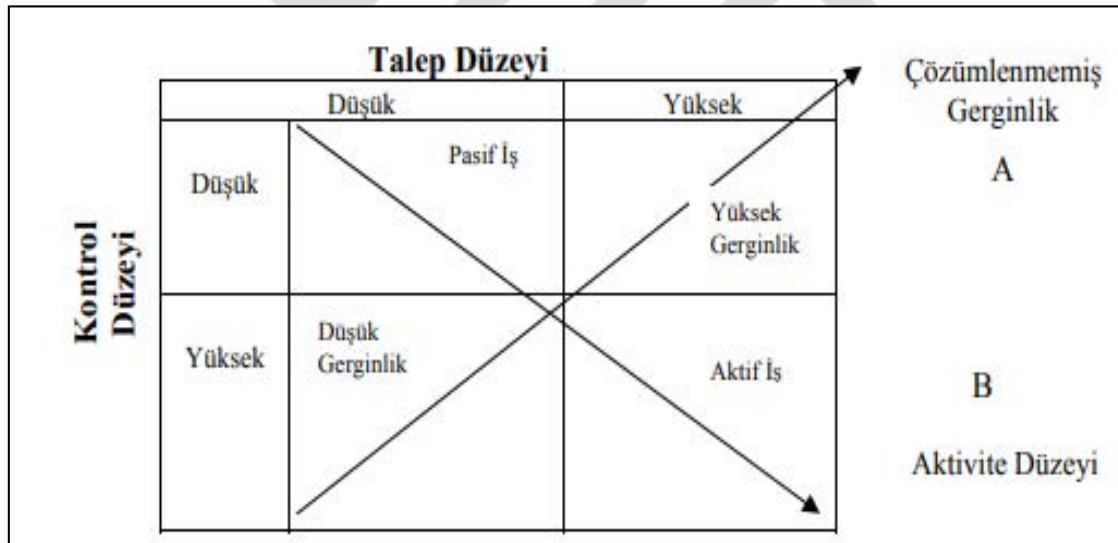 Talep Düzeyi
Düşük
Yüksek
Çözümlenmemiş
Gerginlik
A
Kontrol
Düzeyi
Düşük
Pasif İş
Yüksek
Gerginlik
Yüksek
Düşük
Gerginlik
Aktif İş
B
Aktivite Düzeyi